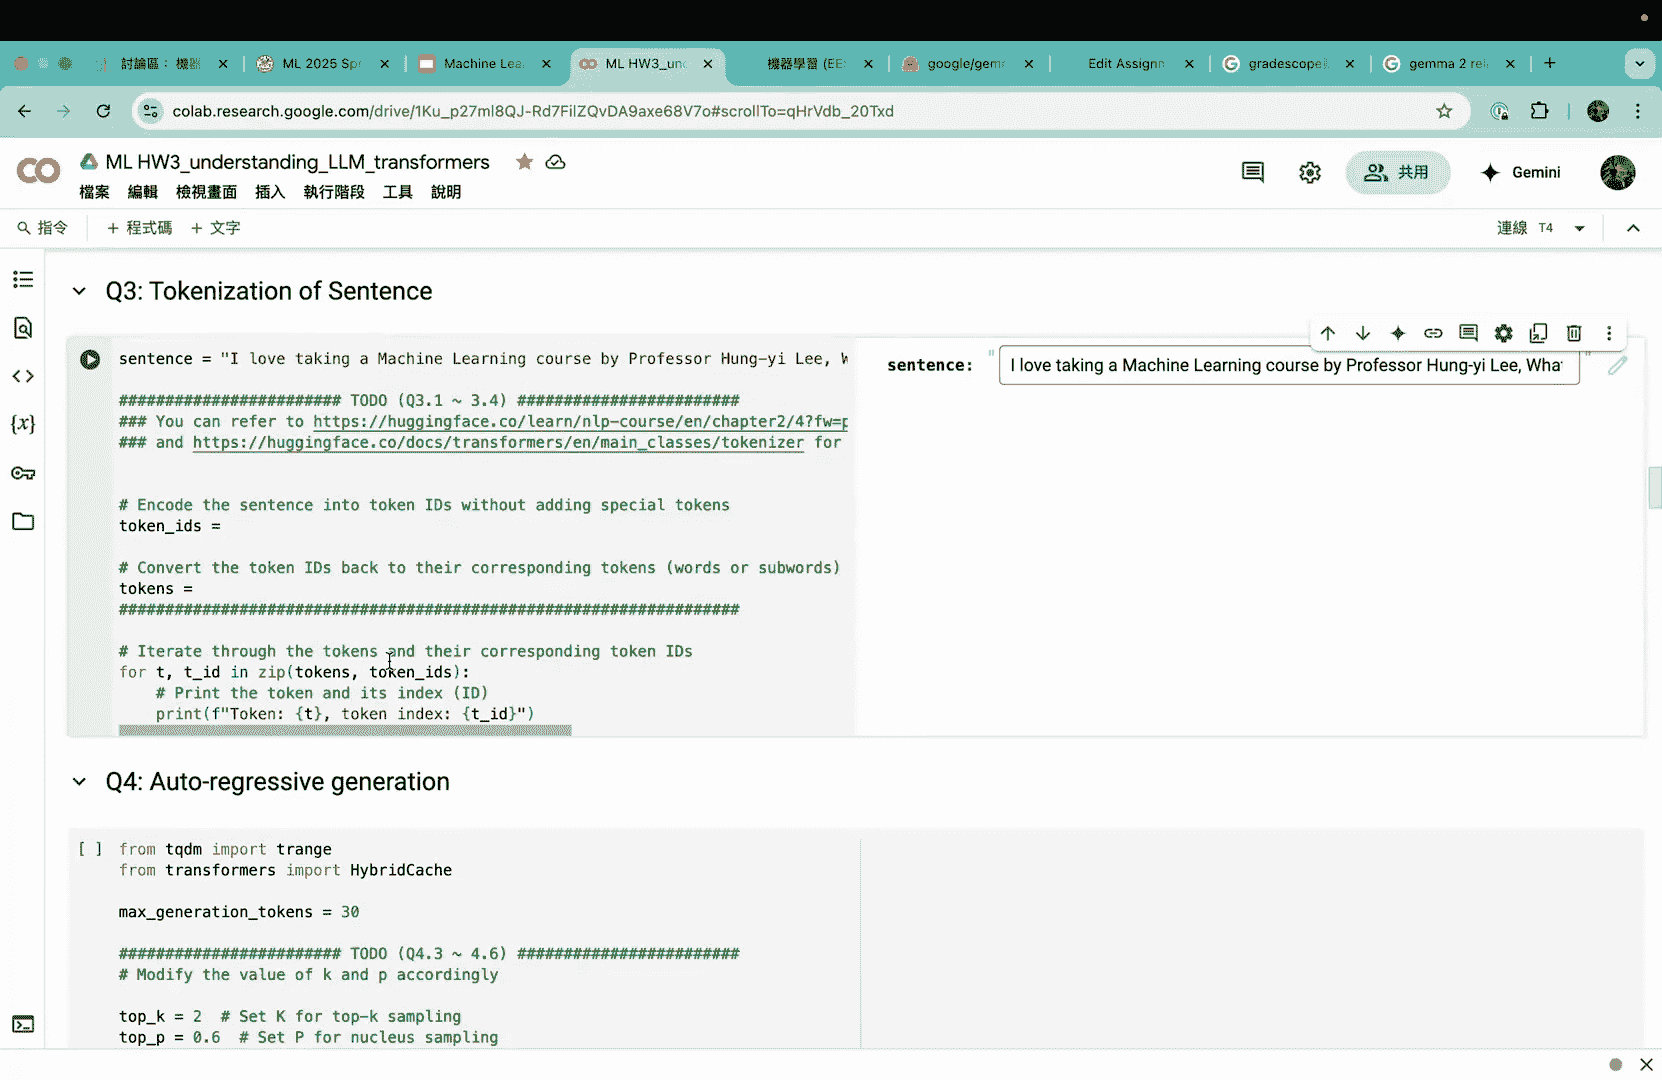 討論區： 機器
ML 2025 Spr
Machine Lea
ML HW3_und
機器學習 (EE
google/gemm
Edit Assignm
gradescope
gemma 2 rel
colab.research.google.com/drive/1Ku_p27ml8QJ-Rd7FilZQvDA9axe68V7o#scrollTo=qHrVdb_20Txd
ML HW3_understanding_LLM_transformers
檔案 編輯 檢視畫面 插入 執行階段 工具 說明
共用
Gemini
指令 + 程式碼 + 文字
連線 T4
Q3: Tokenization of Sentence
sentence = "I love taking a Machine Learning course by Professor Hung-yi Lee, W
sentence: " I love taking a Machine Learning course by Professor Hung-yi Lee, What "
######################## TODO (Q3.1 ~ 3.4) ########################
### You can refer to https://huggingface.co/learn/nlp-course/en/chapter2/4?fw=p
### and https://huggingface.co/docs/transformers/en/main_classes/tokenizer for
# Encode the sentence into token IDs without adding special tokens
token_ids =
# Convert the token IDs back to their corresponding tokens (words or subwords)
tokens =
###################################################################
# Iterate through the tokens and their corresponding token IDs
for t, t_id in zip(tokens, token_ids):
# Print the token and its index (ID)
print(f"Token: {t}, token index: {t_id}")
Q4: Auto-regressive generation
[ ] from tqdm import trange
from transformers import HybridCache
max_generation_tokens = 30
######################## TODO (Q4.3 ~ 4.6) ########################
# Modify the value of k and p accordingly
top_k = 2 # Set K for top-k sampling
top_p = 0.6 # Set P for nucleus sampling